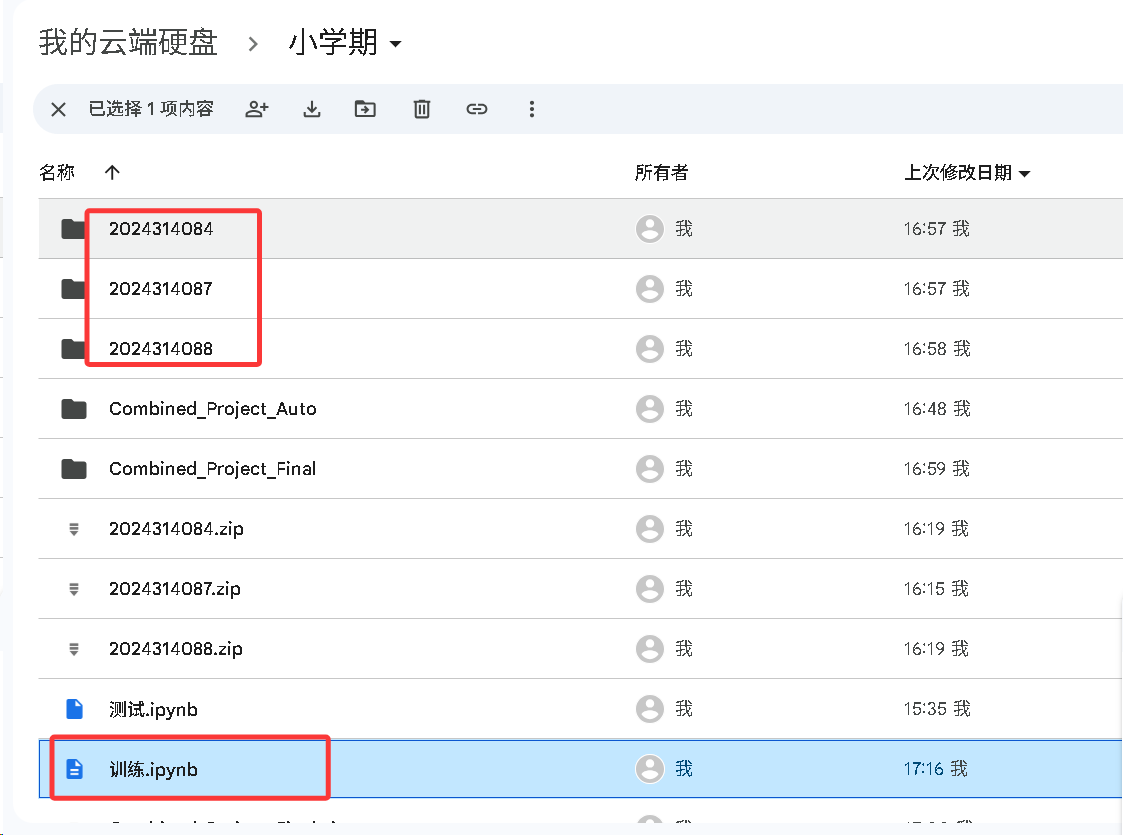 我的云端硬盘 › 小学期
已选择 1 项内容
名称 所有者 上次修改日期
2024314084 我 16:57 我
2024314087 我 16:57 我
2024314088 我 16:58 我
Combined_Project_Auto 我 16:48 我
Combined_Project_Final 我 16:59 我
2024314084.zip 我 16:19 我
2024314087.zip 我 16:15 我
2024314088.zip 我 16:19 我
测试.ipynb 我 15:35 我
训练.ipynb 我 17:16 我